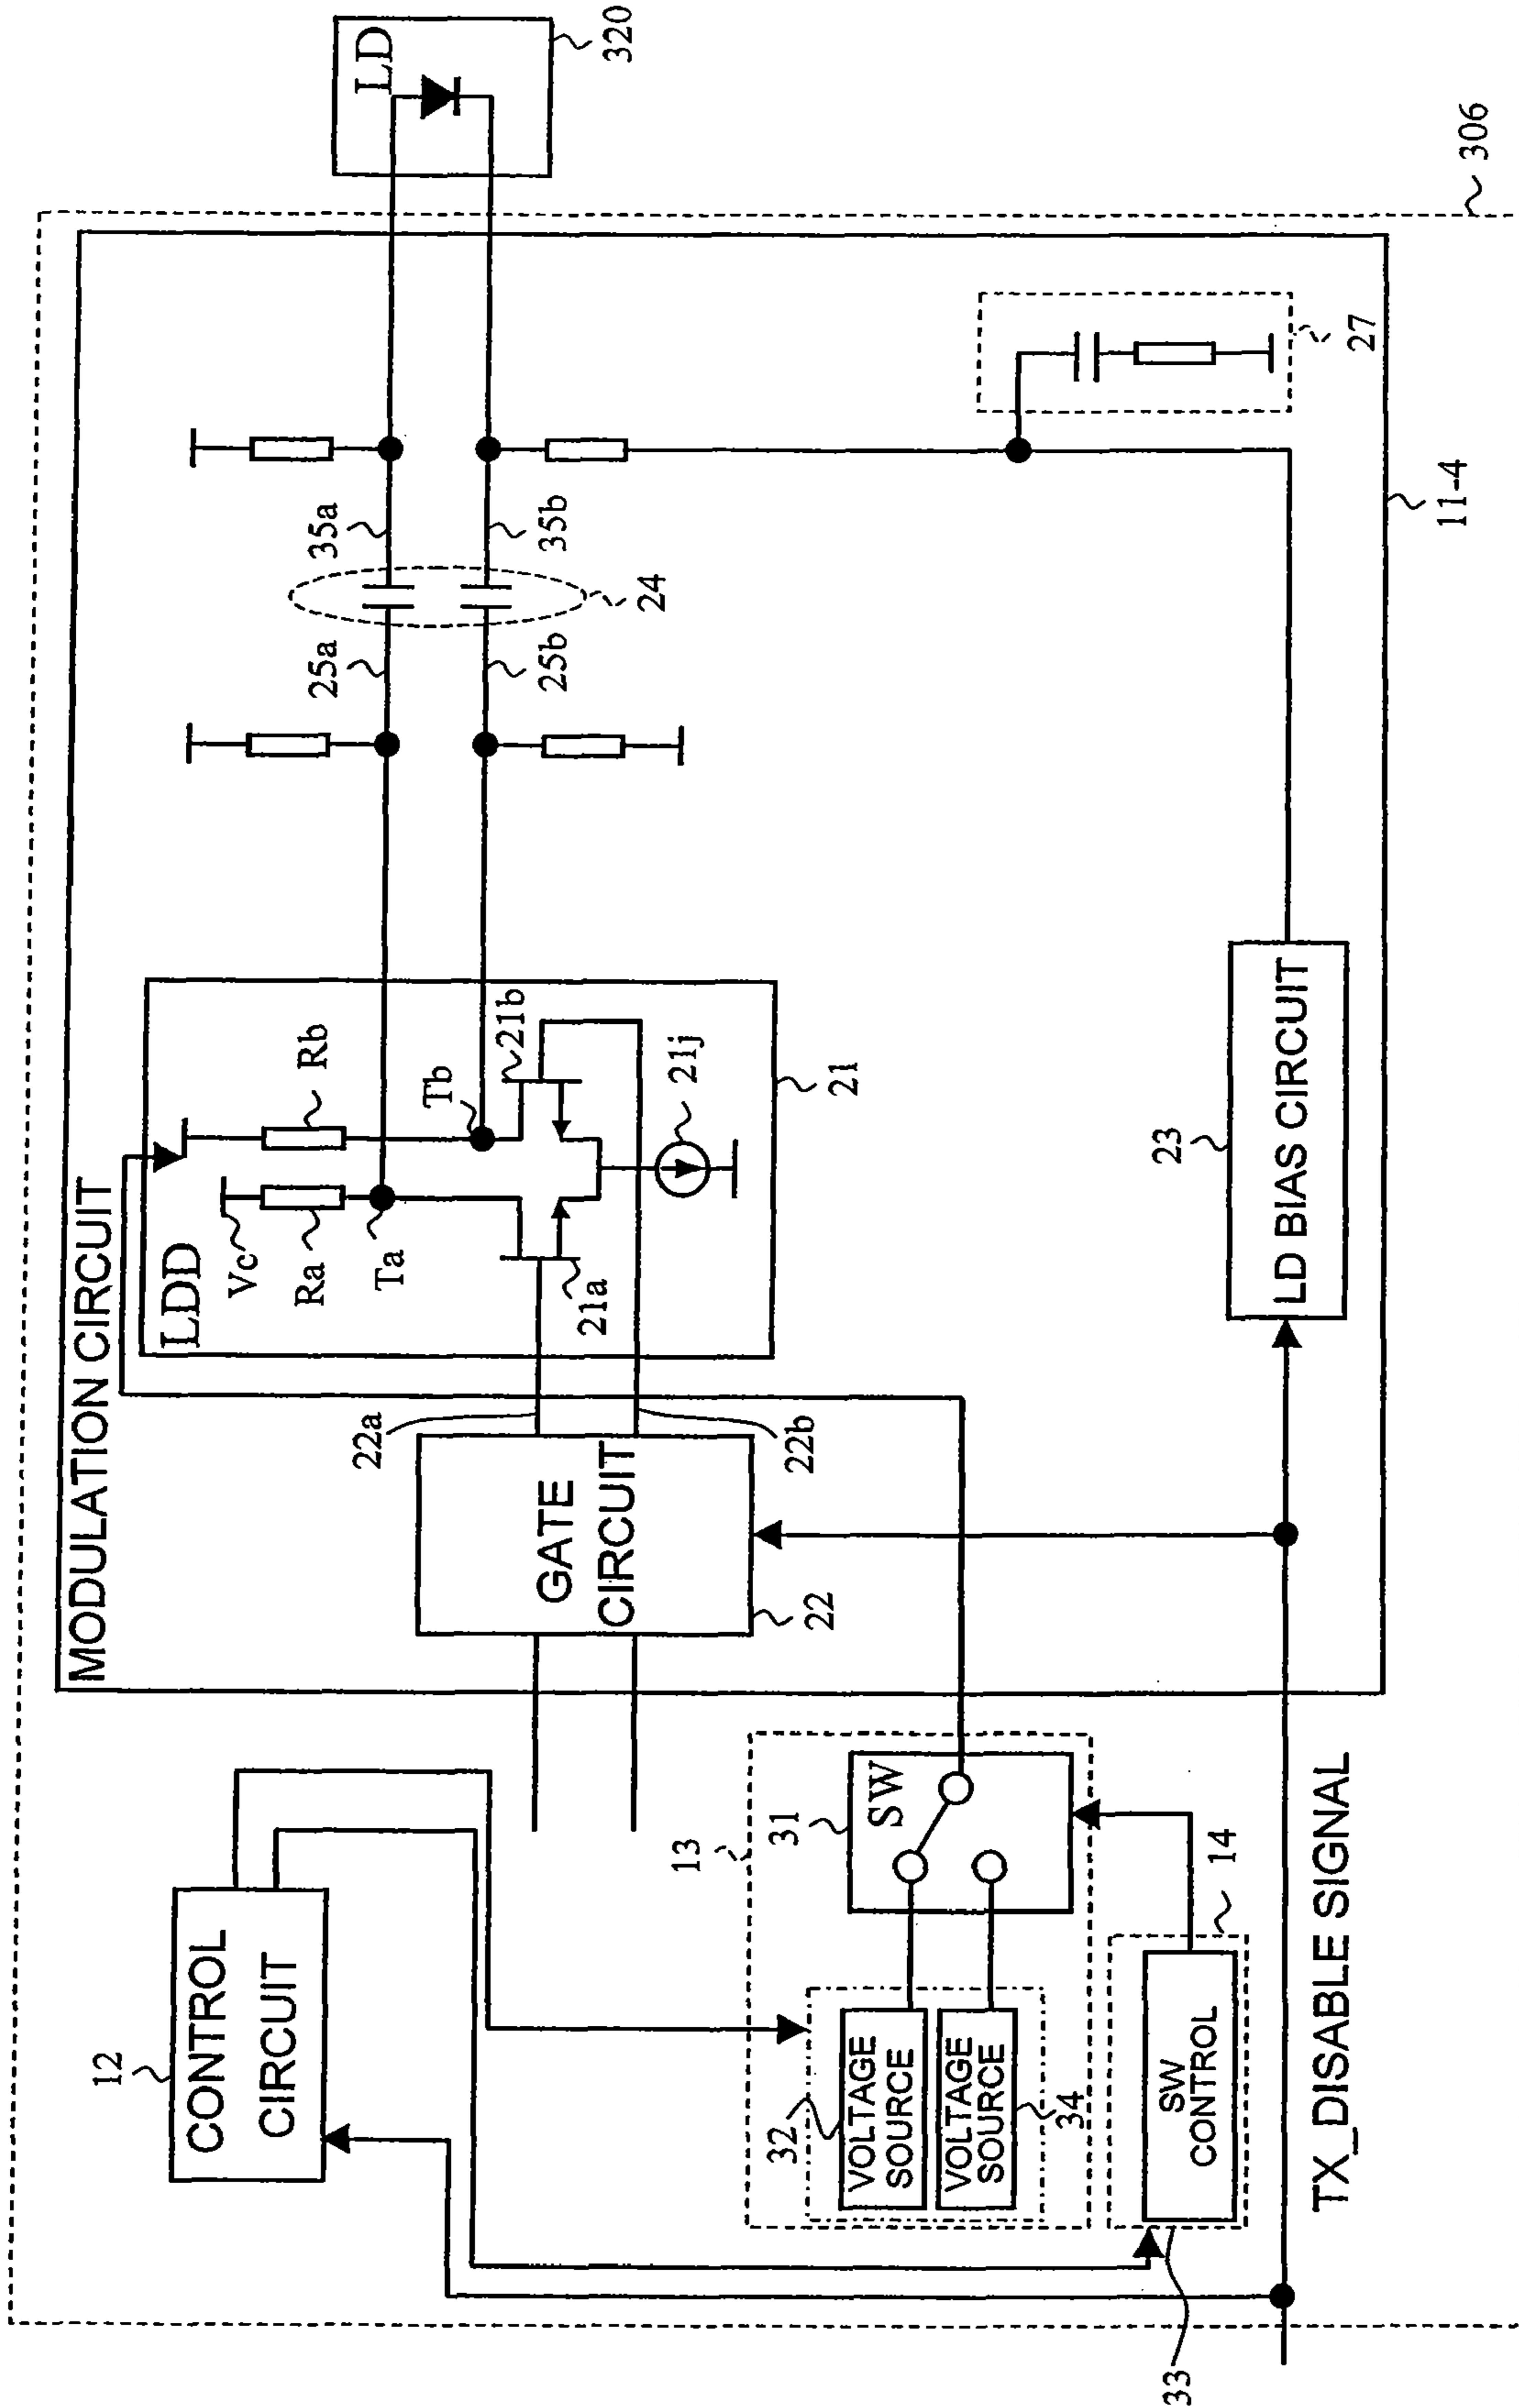 MODULATION CIRCUIT
LDD
Vc
Ra
Rb
Ta
Tb
21a
21b
21j
21
22a
22b
GATE
CIRCUIT
22
25a
25b
24
35a
35b
LD
320
306
27
11-4
23
LD BIAS CIRCUIT
12
CONTROL
CIRCUIT
13
31
SW
32
VOLTAGE
SOURCE
VOLTAGE
SOURCE
34
14
SW
CONTROL
33
TX_DISABLE SIGNAL